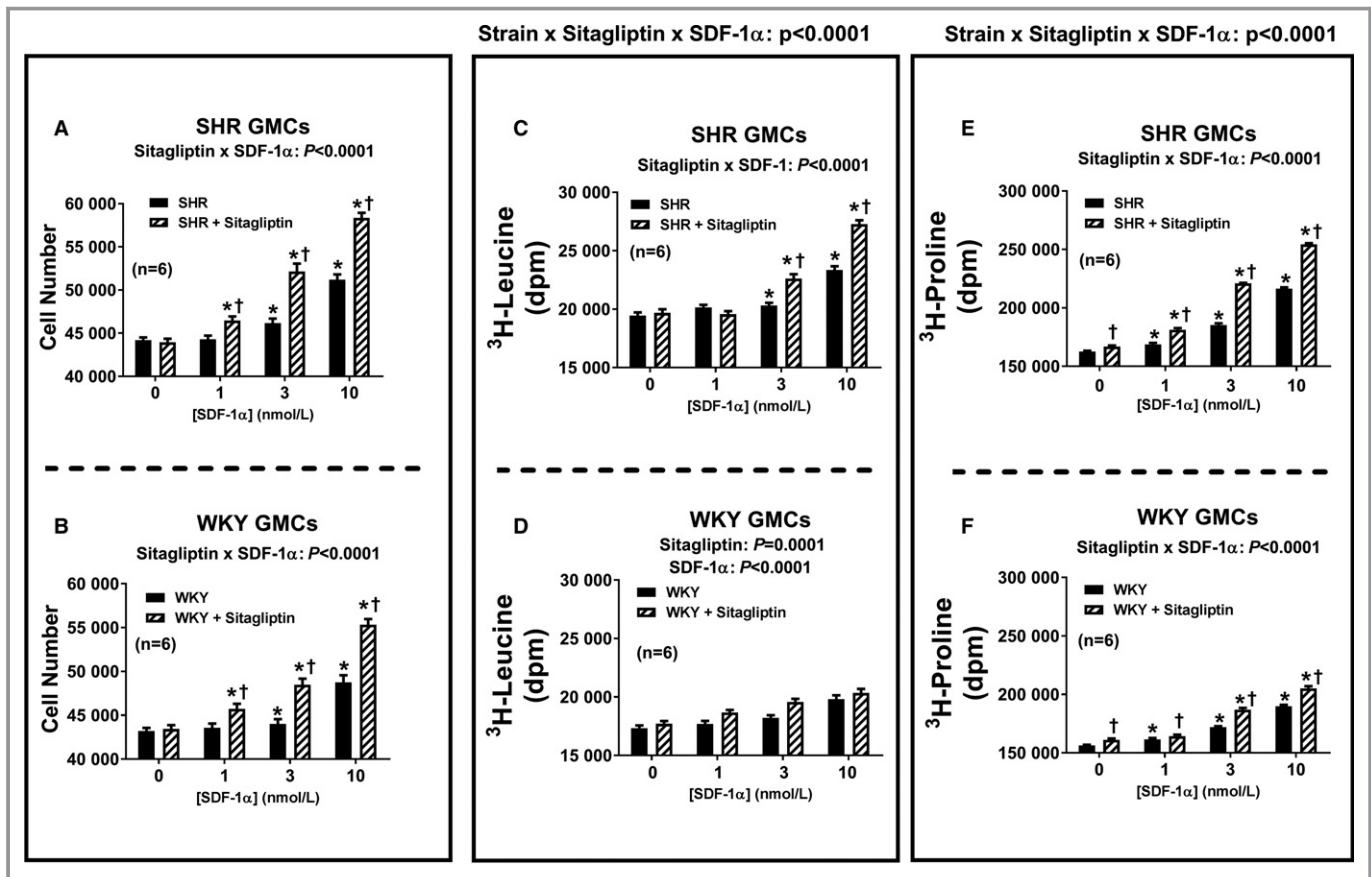 Strain x Sitagliptin x SDF-1α: p<0.0001
Strain x Sitagliptin x SDF-1α: p<0.0001
A
SHR GMCs
Sitagliptin x SDF-1α: P<0.0001
SHR
SHR + Sitagliptin
(n=6)
Cell Number
60 000
55 000
50 000
45 000
40 000
*†
*
*†
*
*†
0 1 3 10
[SDF-1α] (nmol/L)
B
WKY GMCs
Sitagliptin x SDF-1α: P<0.0001
WKY
WKY + Sitagliptin
(n=6)
Cell Number
60 000
55 000
50 000
45 000
40 000
*†
*
*†
*
*†
0 1 3 10
[SDF-1α] (nmol/L)
C
SHR GMCs
Sitagliptin x SDF-1: P<0.0001
SHR
SHR + Sitagliptin
(n=6)
³H-Leucine
(dpm)
30 000
25 000
20 000
15 000
*
*†
*
*†
0 1 3 10
[SDF-1α] (nmol/L)
D
WKY GMCs
Sitagliptin: P=0.0001
SDF-1α: P<0.0001
WKY
WKY + Sitagliptin
(n=6)
³H-Leucine
(dpm)
30 000
25 000
20 000
15 000
0 1 3 10
[SDF-1α] (nmol/L)
E
SHR GMCs
Sitagliptin x SDF-1α: P<0.0001
SHR
SHR + Sitagliptin
(n=6)
³H-Proline
(dpm)
300 000
250 000
200 000
150 000
†
*
*†
*
*†
*
*†
0 1 3 10
[SDF-1α] (nmol/L)
F
WKY GMCs
Sitagliptin x SDF-1α: P<0.0001
WKY
WKY + Sitagliptin
(n=6)
³H-Proline
(dpm)
300 000
250 000
200 000
150 000
†
*
†
*
*†
*
*†
0 1 3 10
[SDF-1α] (nmol/L)